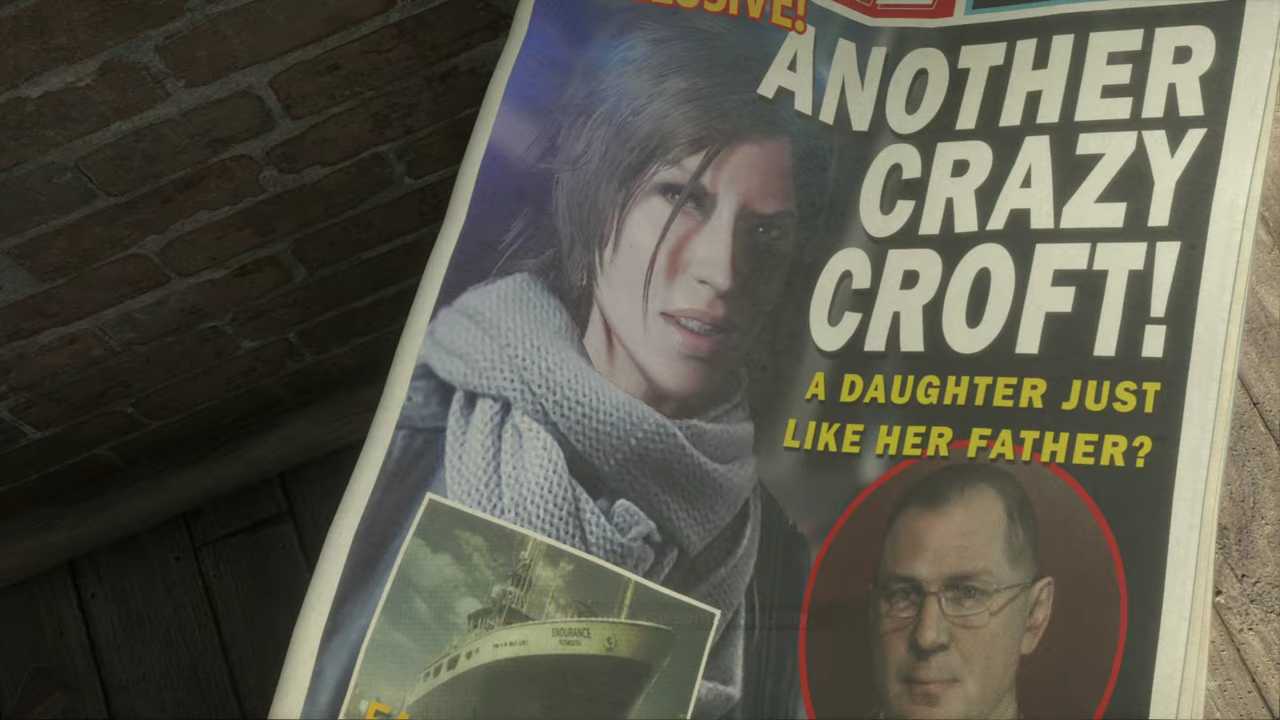 ANOTHER
CRAZY
CROFT!
A DAUGHTER JUST
LIKE HER FATHER?
ENDURANCE